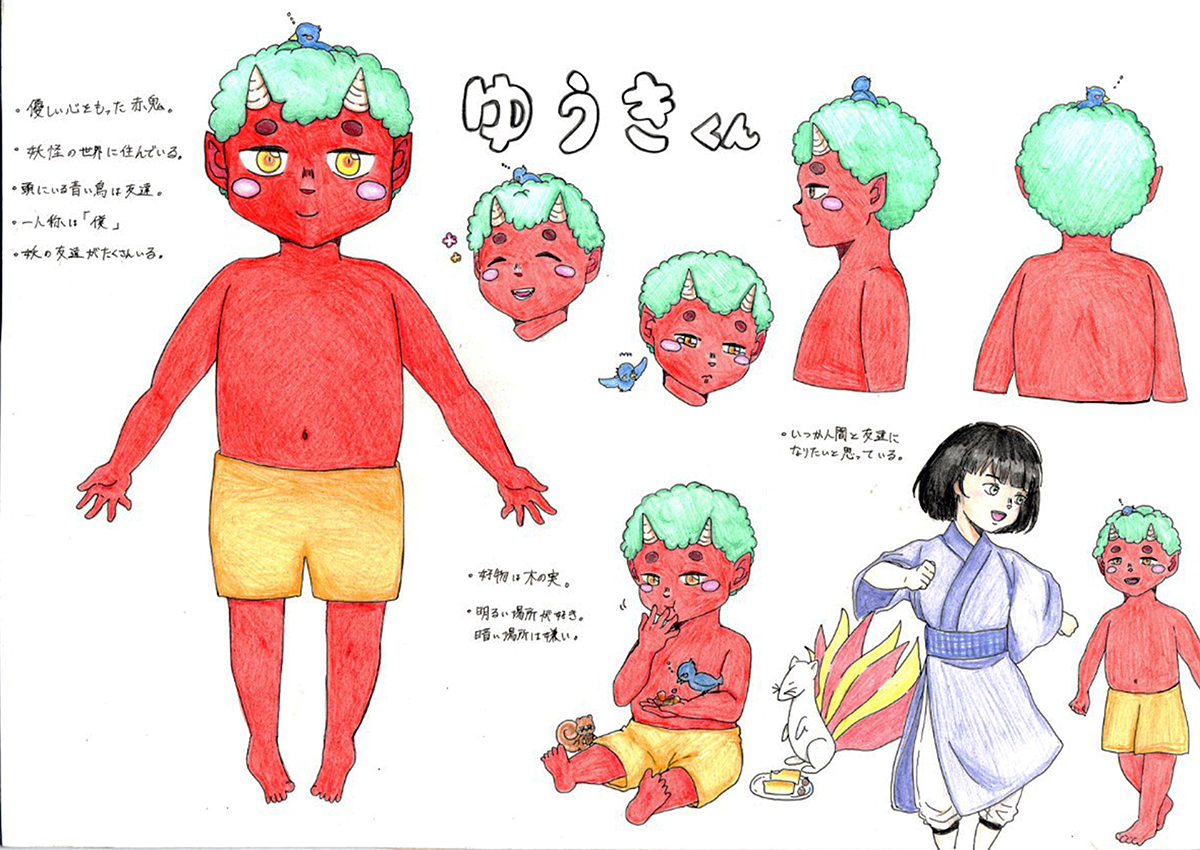 ゆうきくん
・優しい心をもった赤鬼。
・妖怪の世界に住んでいる。
・頭にいる青い鳥は友達。
・一人称は「僕」
・妖の友達がたくさんいる。
・いつか人間と友達に
なりたいと思っている。
・好物は木の実。
・明るい場所が好き。
暗い場所は嫌い。